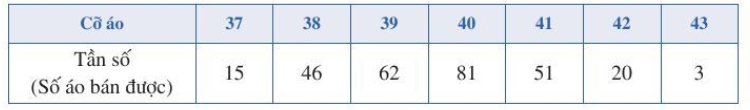 Cỡ áo 37 38 39 40 41 42 43
Tần số
(Số áo bán được) 15 46 62 81 51 20 3